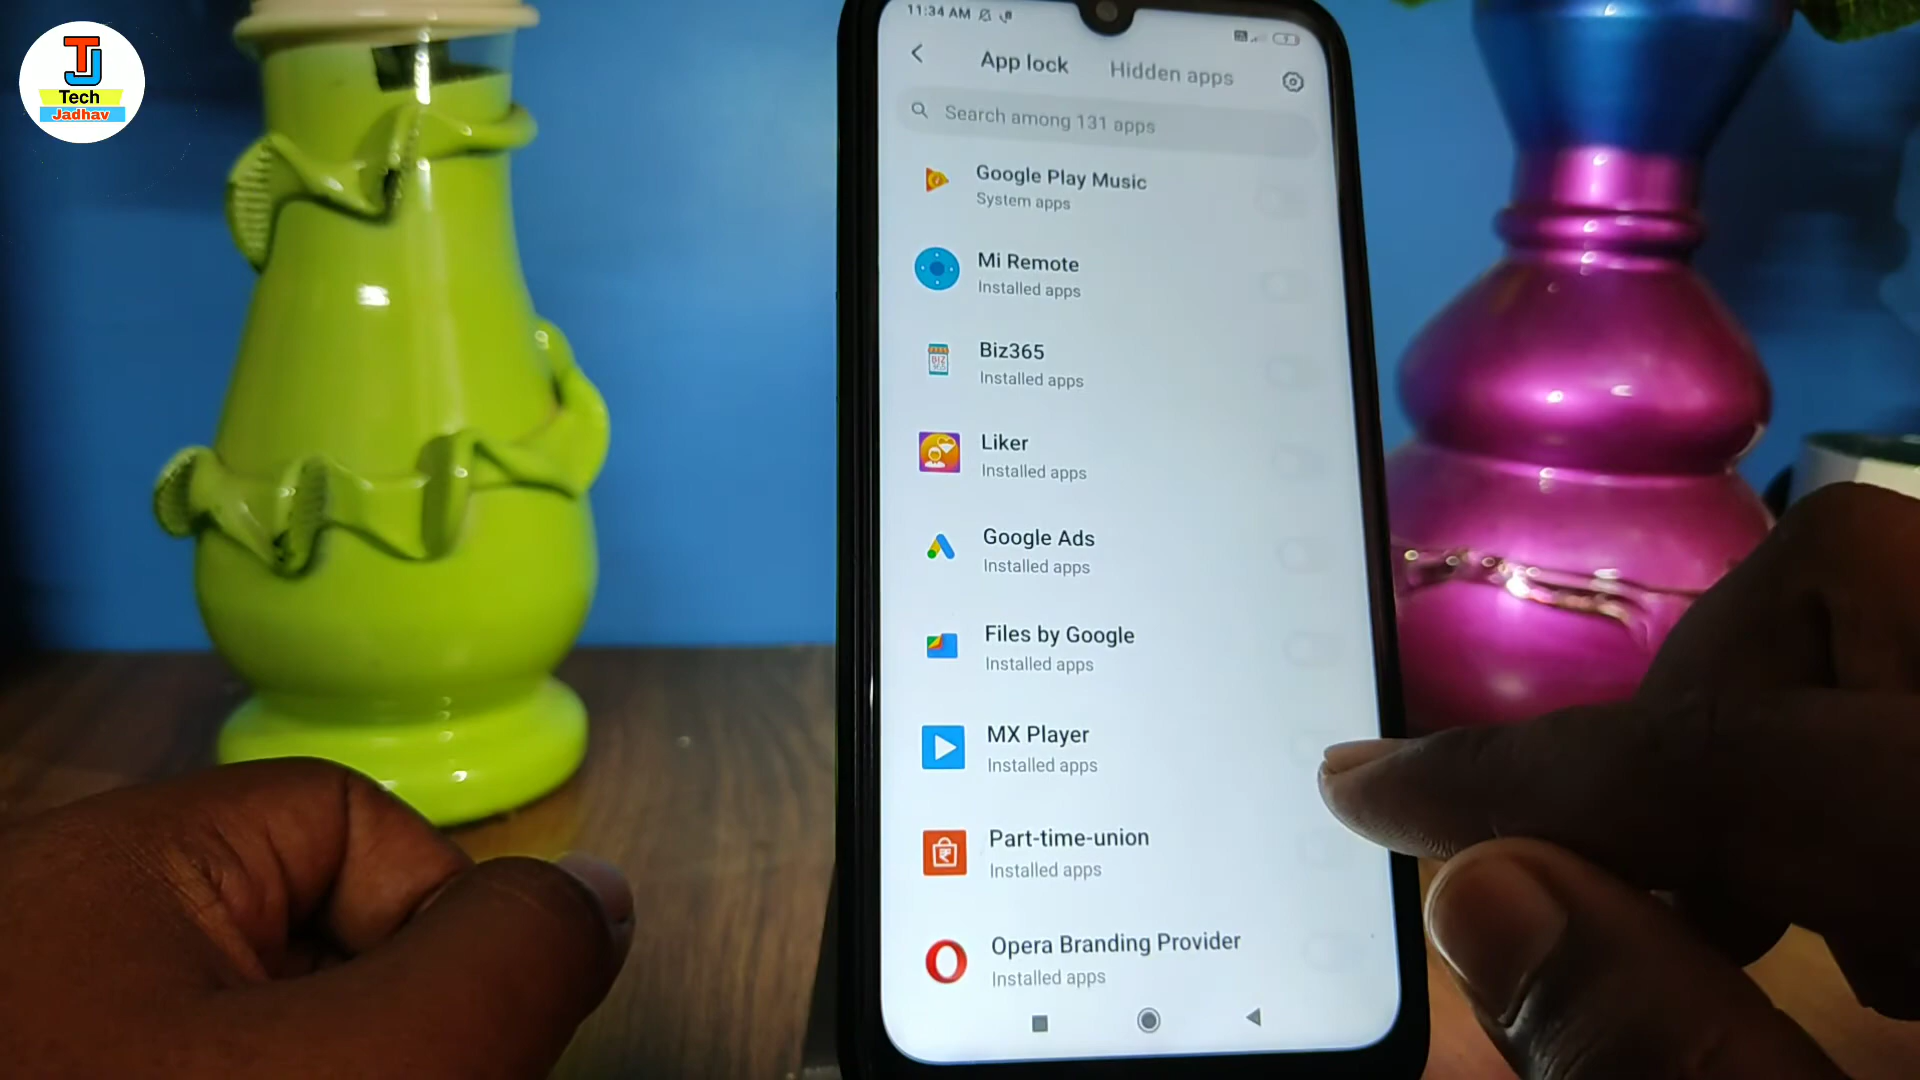 TJ
Tech
Jadhav
11:34 AM
App lock
Hidden apps
Search among 131 apps
Google Play Music
System apps
Mi Remote
Installed apps
Biz365
Installed apps
Liker
Installed apps
Google Ads
Installed apps
Files by Google
Installed apps
MX Player
Installed apps
Part-time-union
Installed apps
Opera Branding Provider
Installed apps